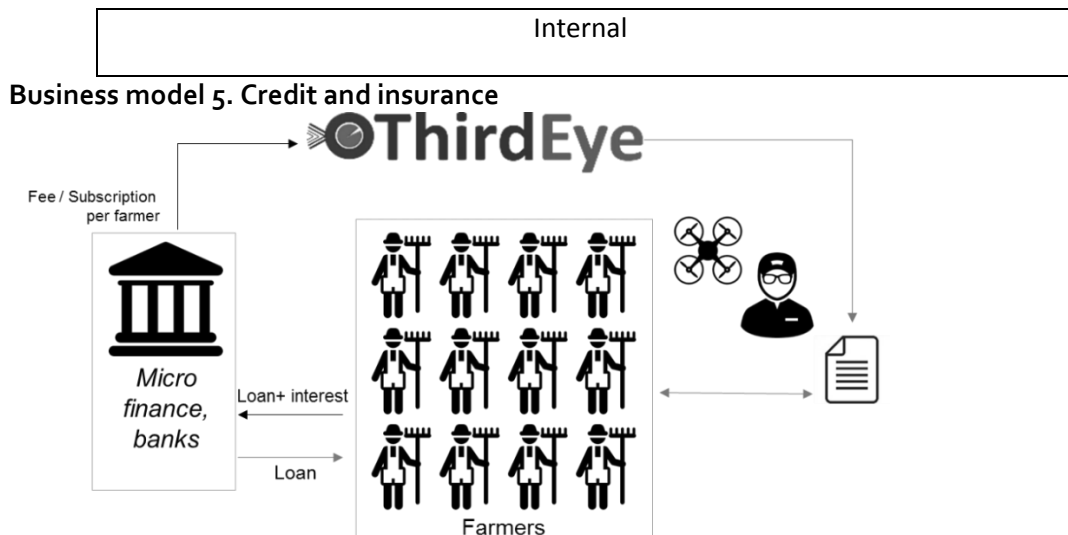 Internal
Business model 5. Credit and insurance
ThirdEye
Fee / Subscription
per farmer
Micro
finance,
banks
Loan+ interest
Loan
Farmers